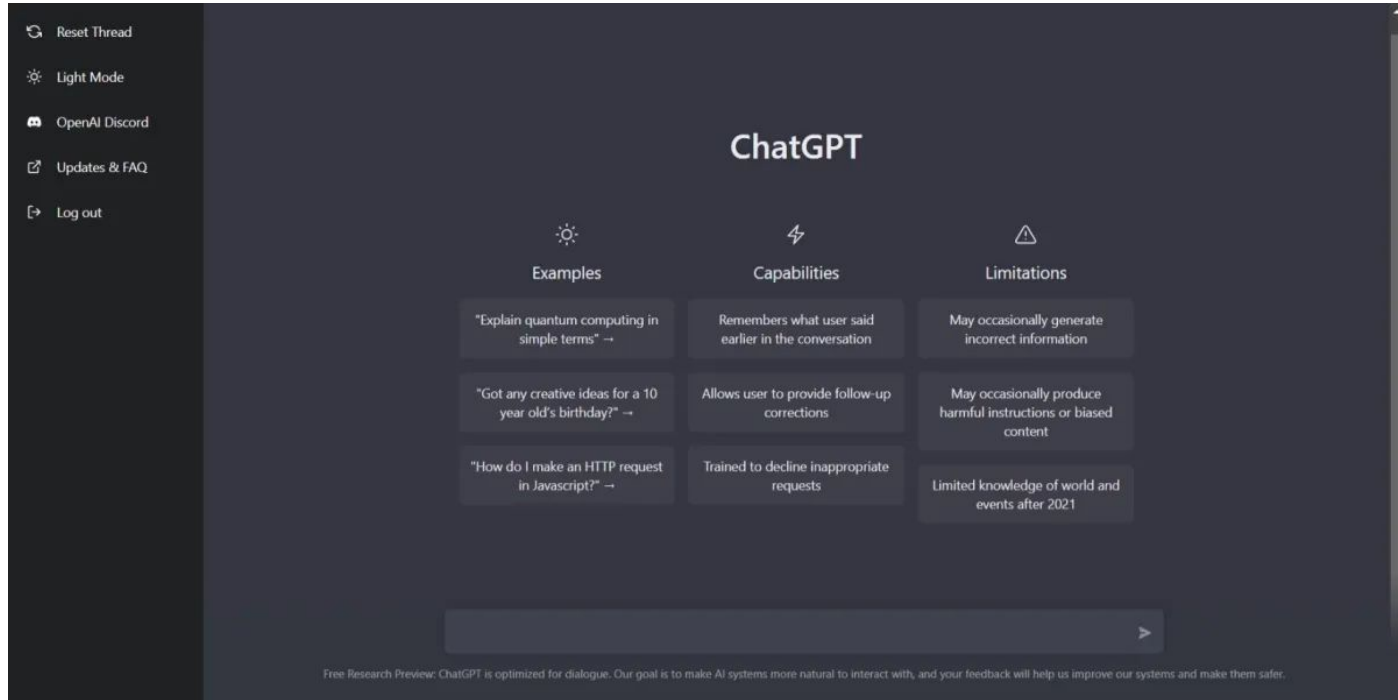 Reset Thread
Light Mode
OpenAI Discord
Updates & FAQ
Log out
ChatGPT
Examples
"Explain quantum computing in
simple terms" →
"Got any creative ideas for a 10
year old's birthday?" →
"How do I make an HTTP request
in Javascript?" →
Capabilities
Remembers what user said
earlier in the conversation
Allows user to provide follow-up
corrections
Trained to decline inappropriate
requests
Limitations
May occasionally generate
incorrect information
May occasionally produce
harmful instructions or biased
content
Limited knowledge of world and
events after 2021
Free Research Preview: ChatGPT is optimized for dialogue. Our goal is to make AI systems more natural to interact with, and your feedback will help us improve our systems and make them safer.